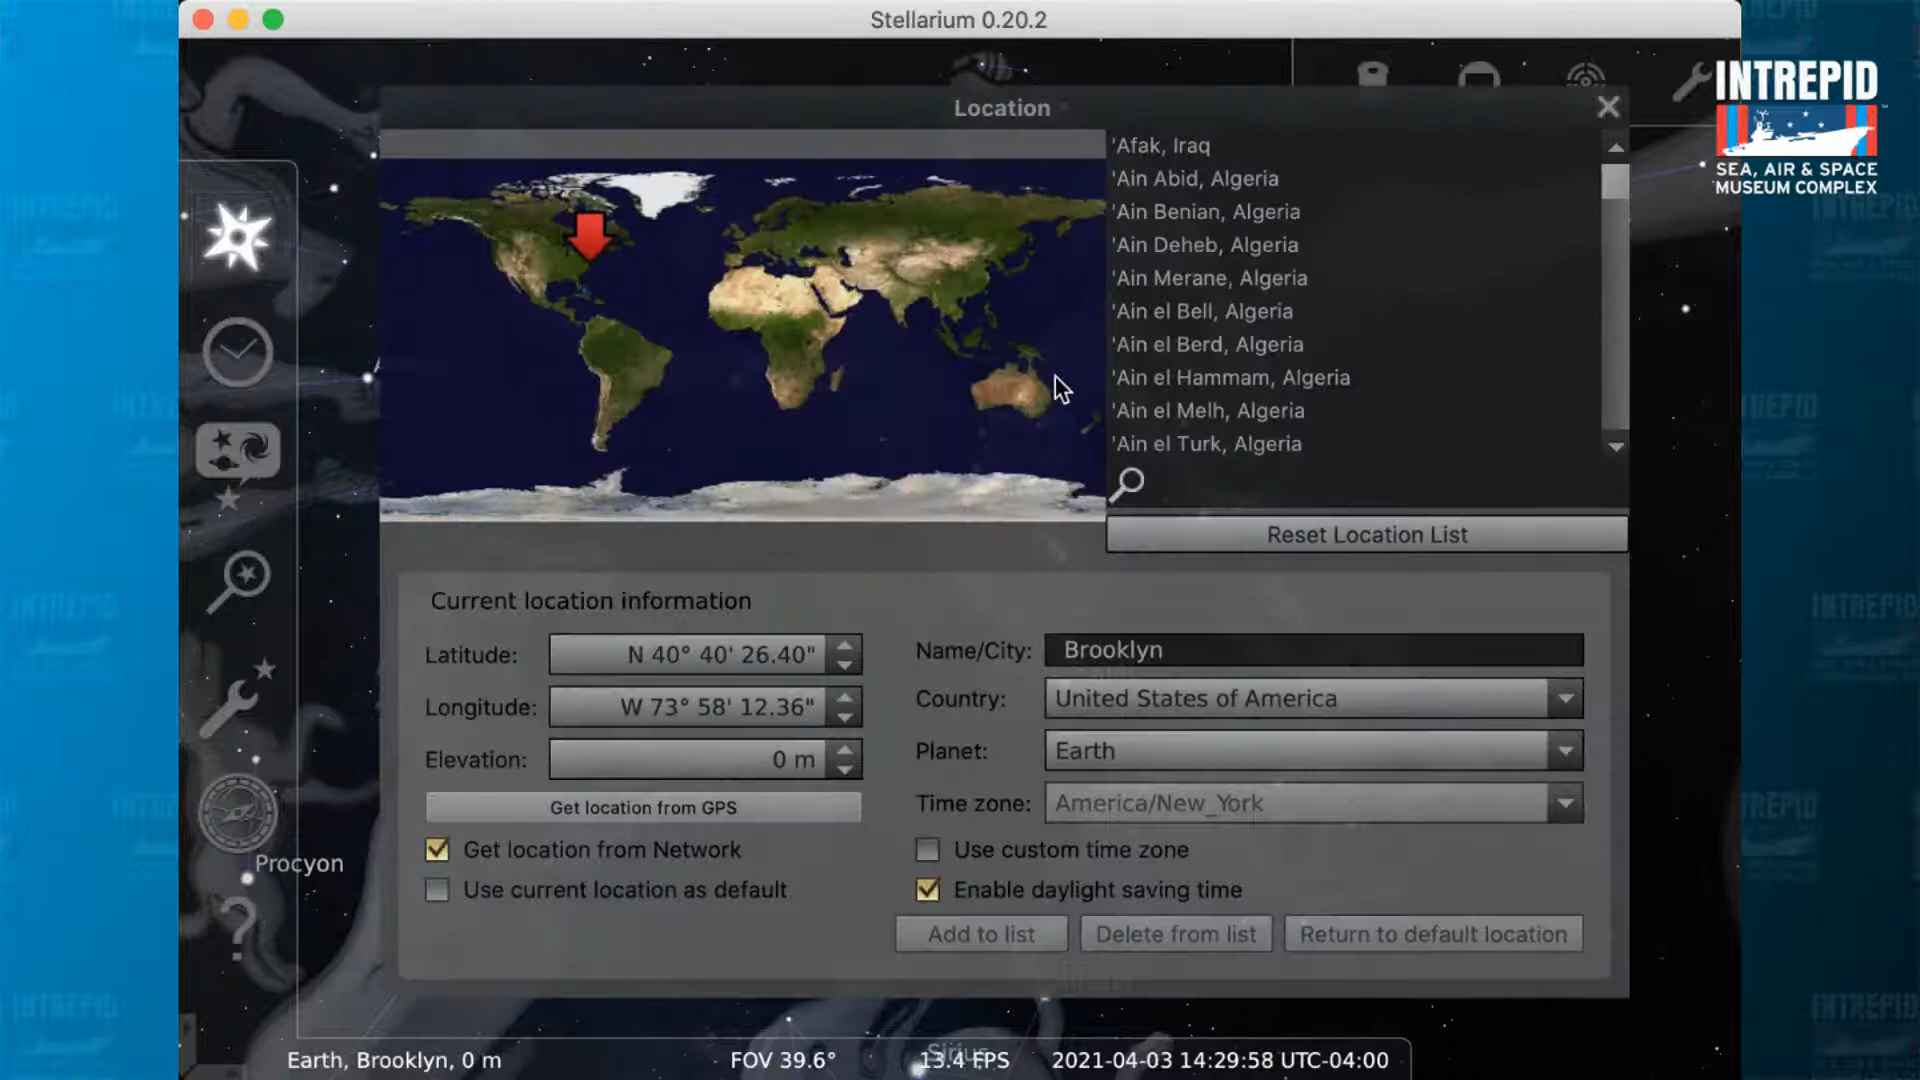 Stellarium 0.20.2
INTREPID
SEA, AIR & SPACE
MUSEUM COMPLEX
Location
'Afak, Iraq
'Ain Abid, Algeria
'Ain Benian, Algeria
'Ain Deheb, Algeria
'Ain Merane, Algeria
'Ain el Bell, Algeria
'Ain el Berd, Algeria
'Ain el Hammam, Algeria
'Ain el Melh, Algeria
'Ain el Turk, Algeria
Reset Location List
Current location information
Latitude: N 40° 40' 26.40"
Longitude: W 73° 58' 12.36"
Elevation: 0 m
Get location from GPS
Get location from Network
Use current location as default
Name/City: Brooklyn
Country: United States of America
Planet: Earth
Time zone: America/New_York
Use custom time zone
Enable daylight saving time
Add to list
Delete from list
Return to default location
Procyon
Sirius
Earth, Brooklyn, 0 m
FOV 39.6°
13.4 FPS
2021-04-03 14:29:58 UTC-04:00